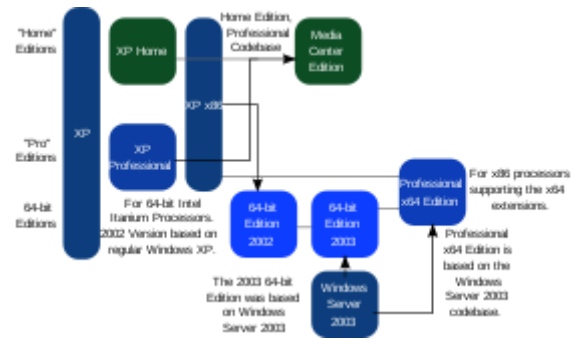 "Home"
Editions
"Pro"
Editions
64-bit
Editions
XP
XP Home
XP
Professional
XP x86
Home Edition,
Professional
Codebase
Media
Center
Edition
For 64-bit Intel
Itanium Processors.
2002 Version based on
regular Windows XP.
64-bit
Edition
2002
64-bit
Edition
2003
Professional
x64 Edition
For x86 processors
supporting the x64
extensions.
The 2003 64-bit
Edition was based
on Windows
Server 2003
Windows
Server
2003
Professional
x64 Edition is
based on the
Windows
Server 2003
codebase.